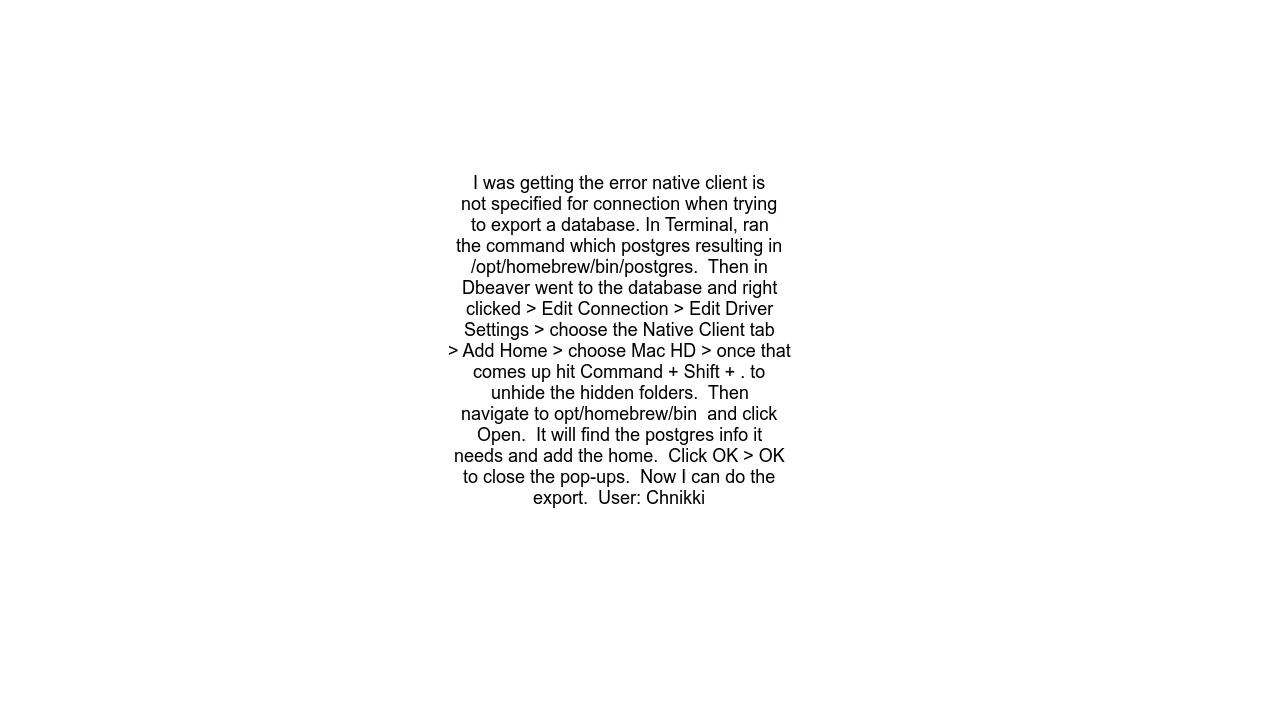 I was getting the error native client is
not specified for connection when trying
to export a database. In Terminal, ran
the command which postgres resulting in
/opt/homebrew/bin/postgres.  Then in
Dbeaver went to the database and right
clicked > Edit Connection > Edit Driver
Settings > choose the Native Client tab
> Add Home > choose Mac HD > once that
comes up hit Command + Shift + . to
unhide the hidden folders.  Then
navigate to opt/homebrew/bin  and click
Open.  It will find the postgres info it
needs and add the home.  Click OK > OK
to close the pop-ups.  Now I can do the
export.  User: Chnikki